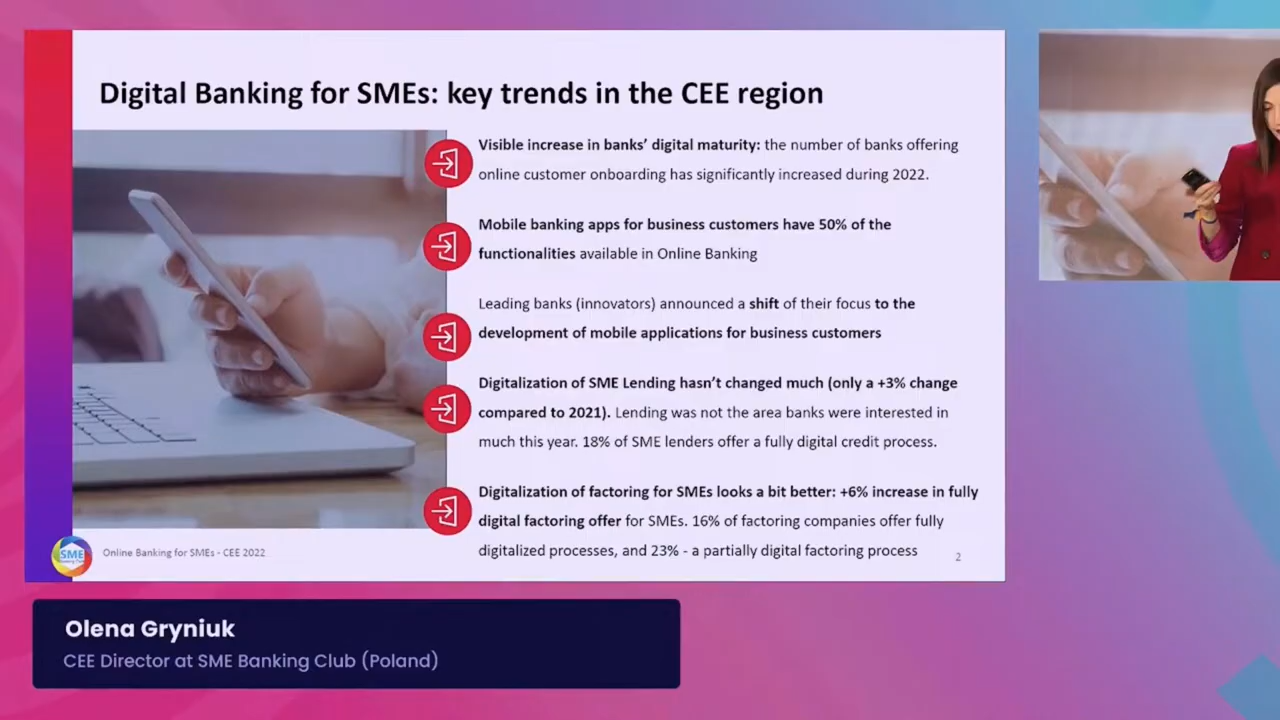 Digital Banking for SMEs: key trends in the CEE region
Visible increase in banks’ digital maturity: the number of banks offering
online customer onboarding has significantly increased during 2022.
Mobile banking apps for business customers have 50% of the
functionalities available in Online Banking
Leading banks (innovators) announced a shift of their focus to the
development of mobile applications for business customers
Digitalization of SME Lending hasn’t changed much (only a +3% change
compared to 2021). Lending was not the area banks were interested in
much this year. 18% of SME lenders offer a fully digital credit process.
Digitalization of factoring for SMEs looks a bit better: +6% increase in fully
digital factoring offer for SMEs. 16% of factoring companies offer fully
digitalized processes, and 23% - a partially digital factoring process
SME
Online Banking for SMEs - CEE 2022
2
Olena Gryniuk
CEE Director at SME Banking Club (Poland)